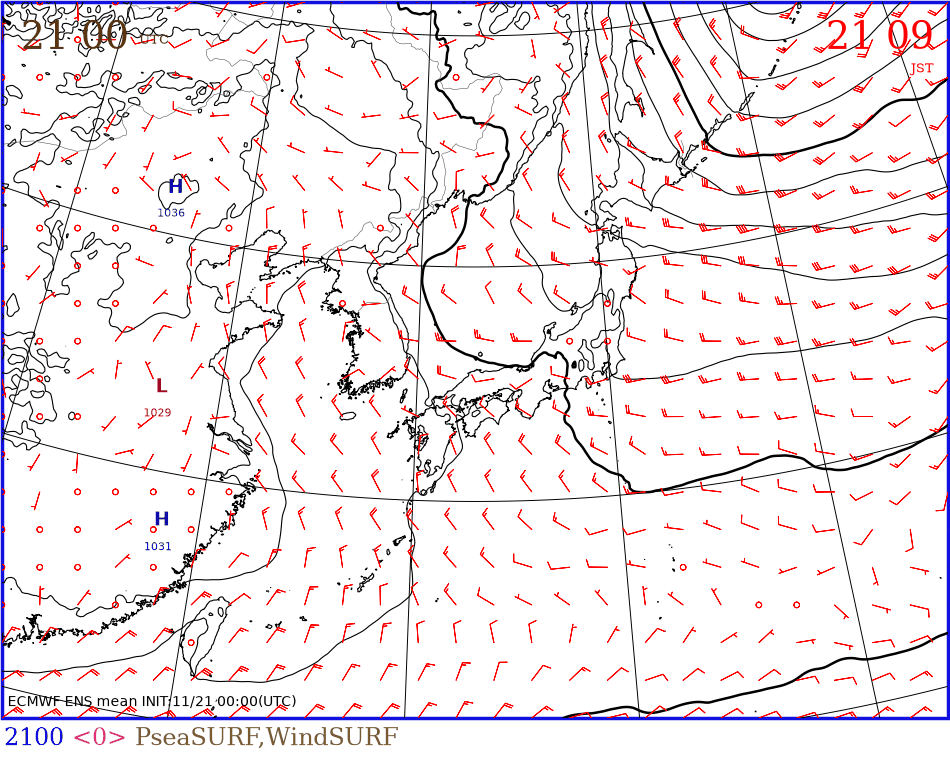 21 00 UTC
21 09
JST
H
1036
L
1029
H
1031
ECMWF ENS mean INIT:11/21 00:00(UTC)
2100 <0> PseaSURF,WindSURF